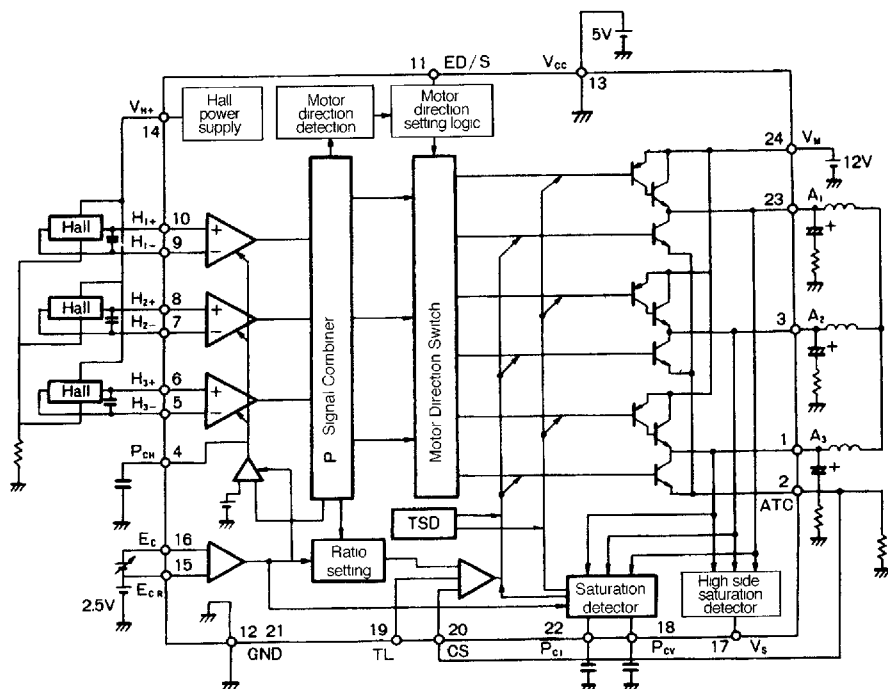 5V
11 ED/S
VCC
13
VH+
14
Hall power supply
Motor direction detection
Motor direction setting logic
24 VM
12V
23 A1
Hall
H1+ 10
H1- 9
Hall
H2+ 8
H2- 7
Hall
H3+ 6
H3- 5
PCH 4
P Signal Combiner
Motor Direction Switch
3 A2
1 A3
2
ATC
TSD
EC 16
15
ECR
2.5V
Ratio setting
Saturation detector
High side saturation detector
12 21
GND
19
TL
20
CS
22
PCI
18
PCV
17 VS
+
-
+
-
+
-
+
+
+